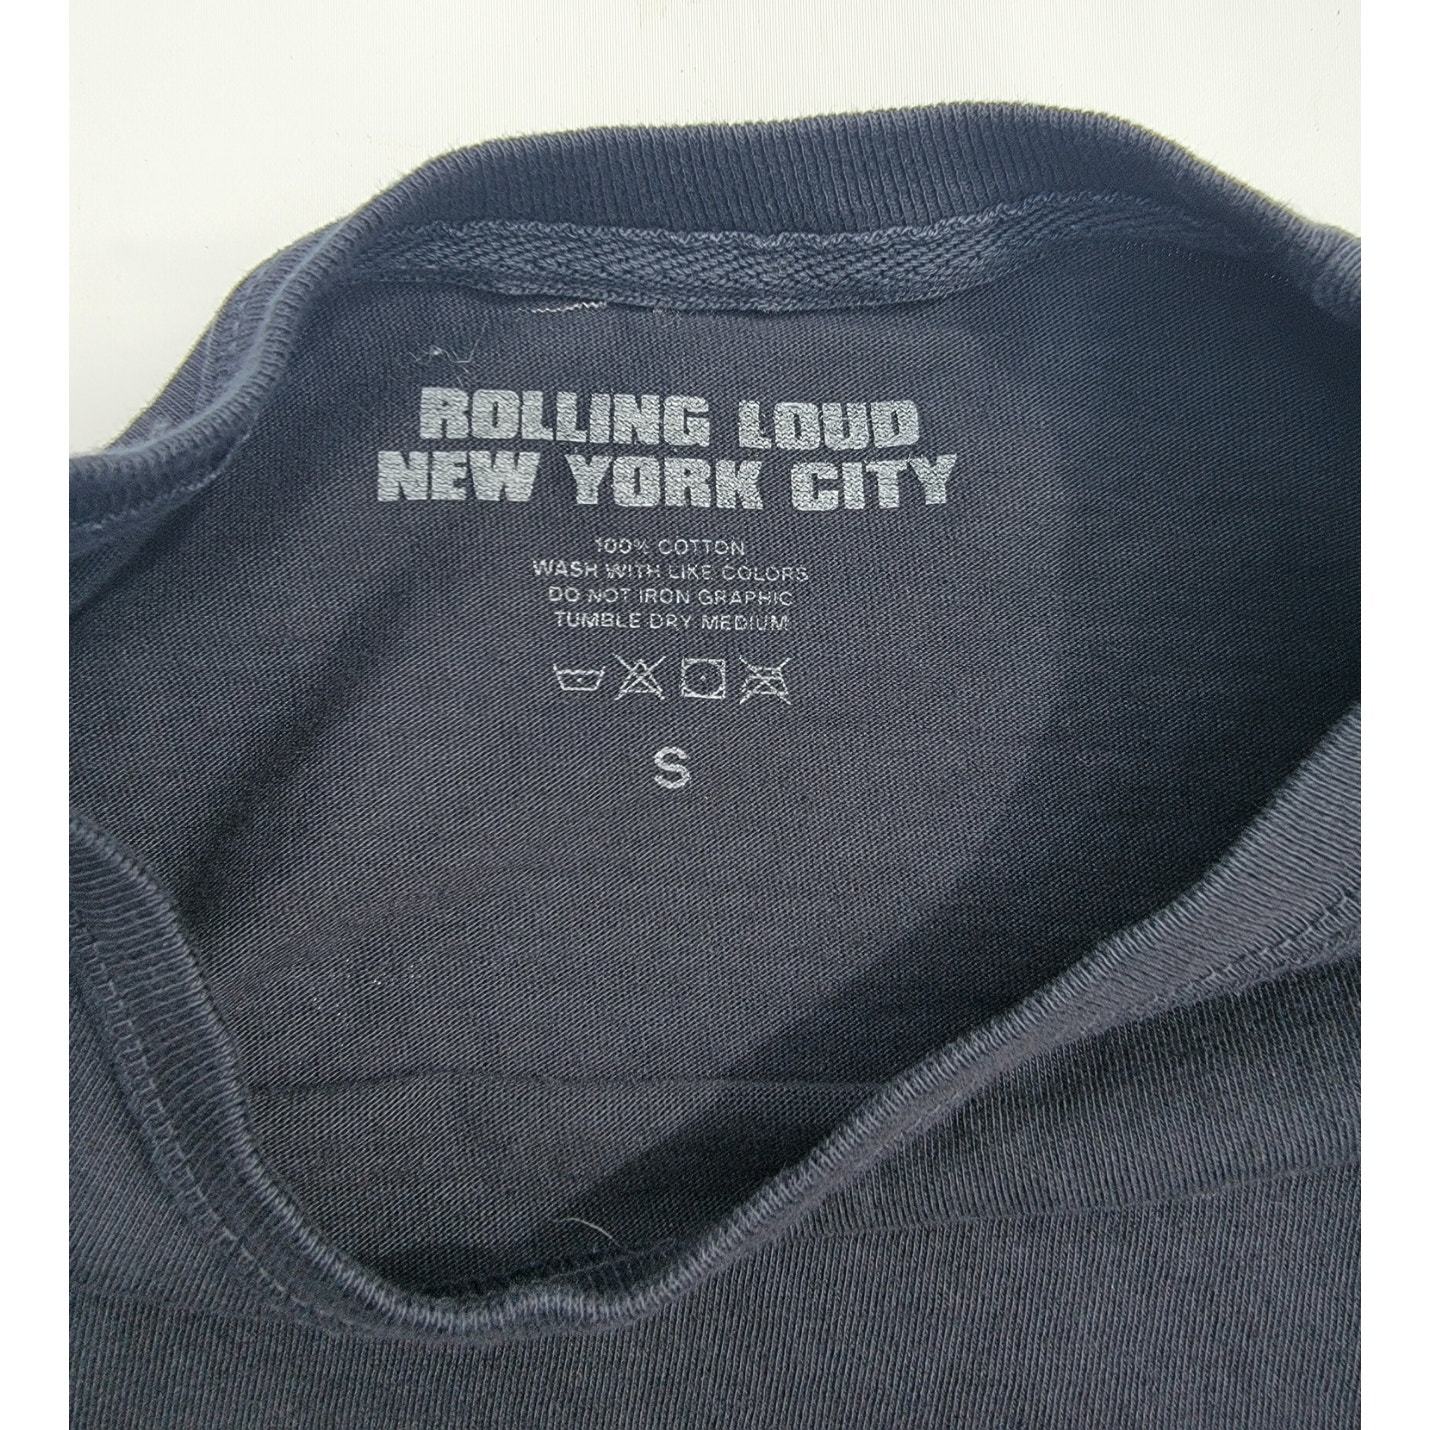 ROLLING LOUD
NEW YORK CITY
100% COTTON
WASH WITH LIKE COLORS
DO NOT IRON GRAPHIC
TUMBLE DRY MEDIUM
S